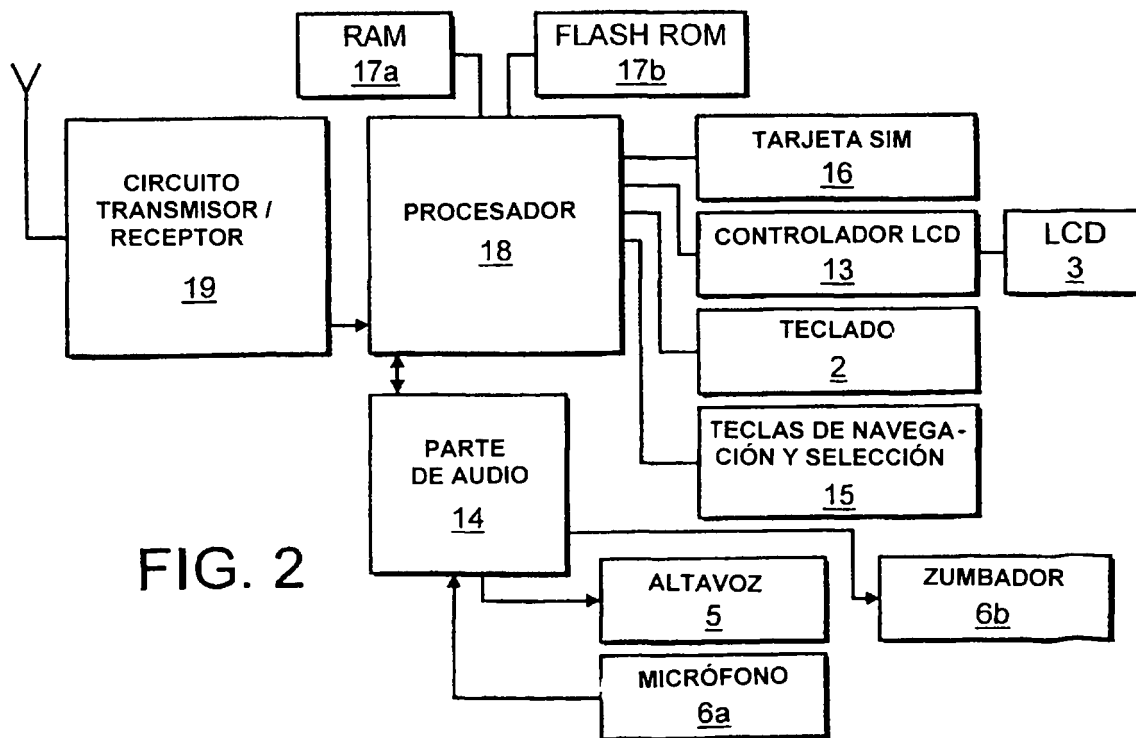 RAM
17a
FLASH ROM
17b
CIRCUITO
TRANSMISOR /
RECEPTOR
19
PROCESADOR
18
TARJETA SIM
16
CONTROLADOR LCD
13
LCD
3
TECLADO
2
TECLAS DE NAVEGA-
CIÓN Y SELECCIÓN
15
PARTE
DE AUDIO
14
FIG. 2
ALTAVOZ
5
ZUMBADOR
6b
MICRÓFONO
6a